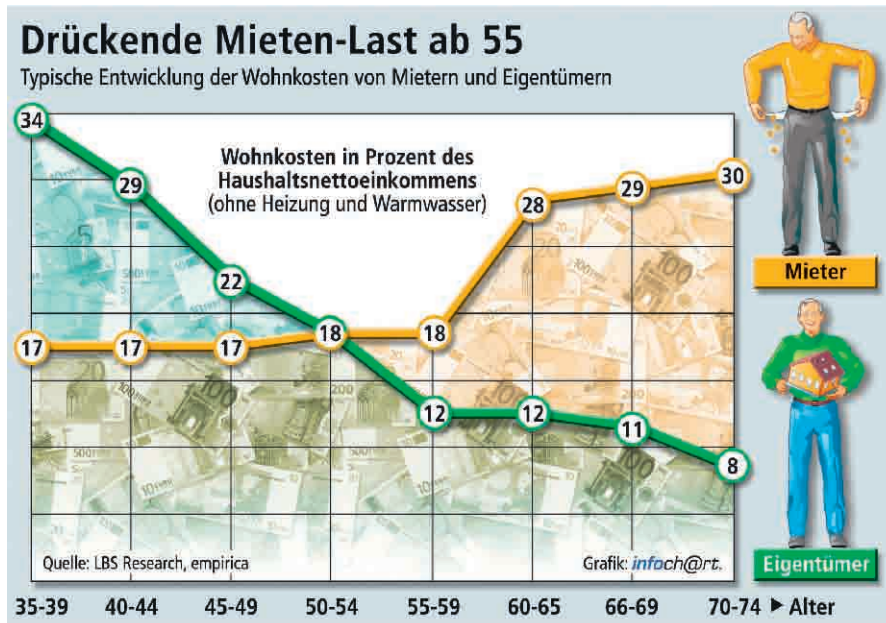 Drückende Mieten-Last ab 55
Typische Entwicklung der Wohnkosten von Mietern und Eigentümern
Wohnkosten in Prozent des
Haushaltsnettoeinkommens
(ohne Heizung und Warmwasser)
34
29
22
18
12
12
11
8
17
17
17
18
28
29
30
Mieter
Eigentümer
Quelle: LBS Research, empirica
Grafik: infoch@rt.
35-39 40-44 45-49 50-54 55-59 60-65 66-69 70-74 ▶ Alter